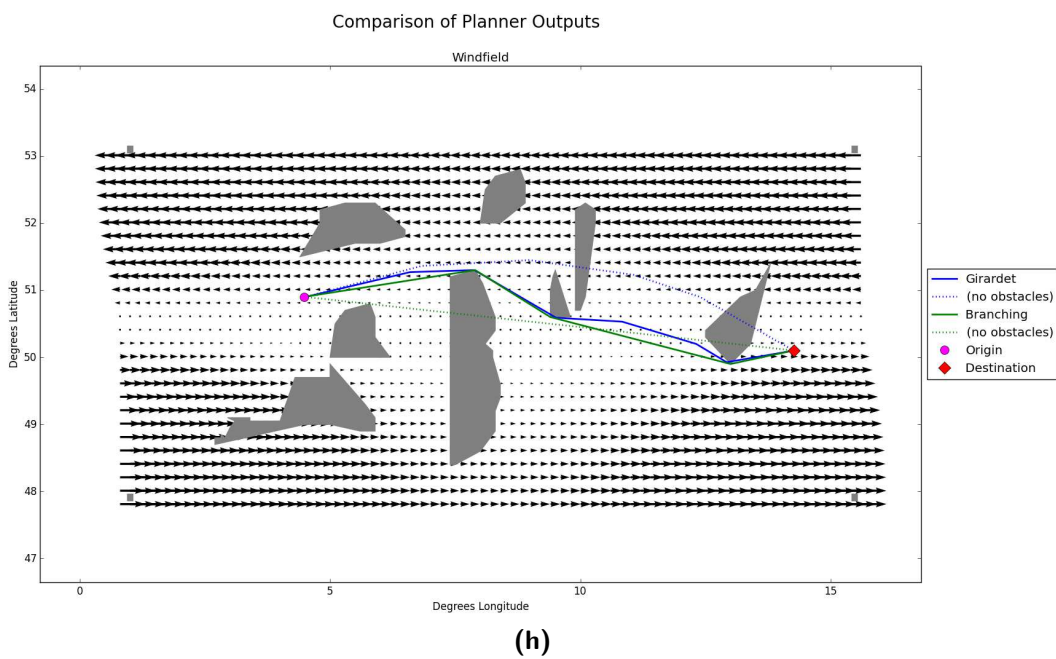 Comparison of Planner Outputs
Windfield
54
53
52
51
50
49
48
47
Degrees Latitude
0 5 10 15
Degrees Longitude
Girardet
(no obstacles)
Branching
(no obstacles)
Origin
Destination
(h)